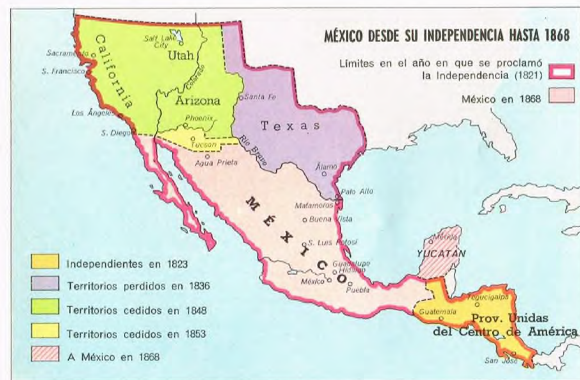 MÉXICO DESDE SU INDEPENDENCIA HASTA 1868
Límites en el año en que se proclamó
la Independencia (1821)
México en 1868
Salt Lake
City
Utah
Sacramento
California
S. Francisco
Colorado
Arizona
Santa Fe
Los Ángeles
Phoenix
Texas
S. Diego
Tucson
Río Bravo
Agua Prieta
Álamo
Palo Alto
Matamoros
Buena Vista
MÉXICO
S. Luis Potosí
Guadalupe
Hidalgo
México
Puebla
Mérida
YUCATÁN
Independientes en 1823
Territorios perdidos en 1836
Territorios cedidos en 1848
Territorios cedidos en 1853
A México en 1868
Tegucigalpa
Guatemala
Prov. Unidas
del Centro de América
San José